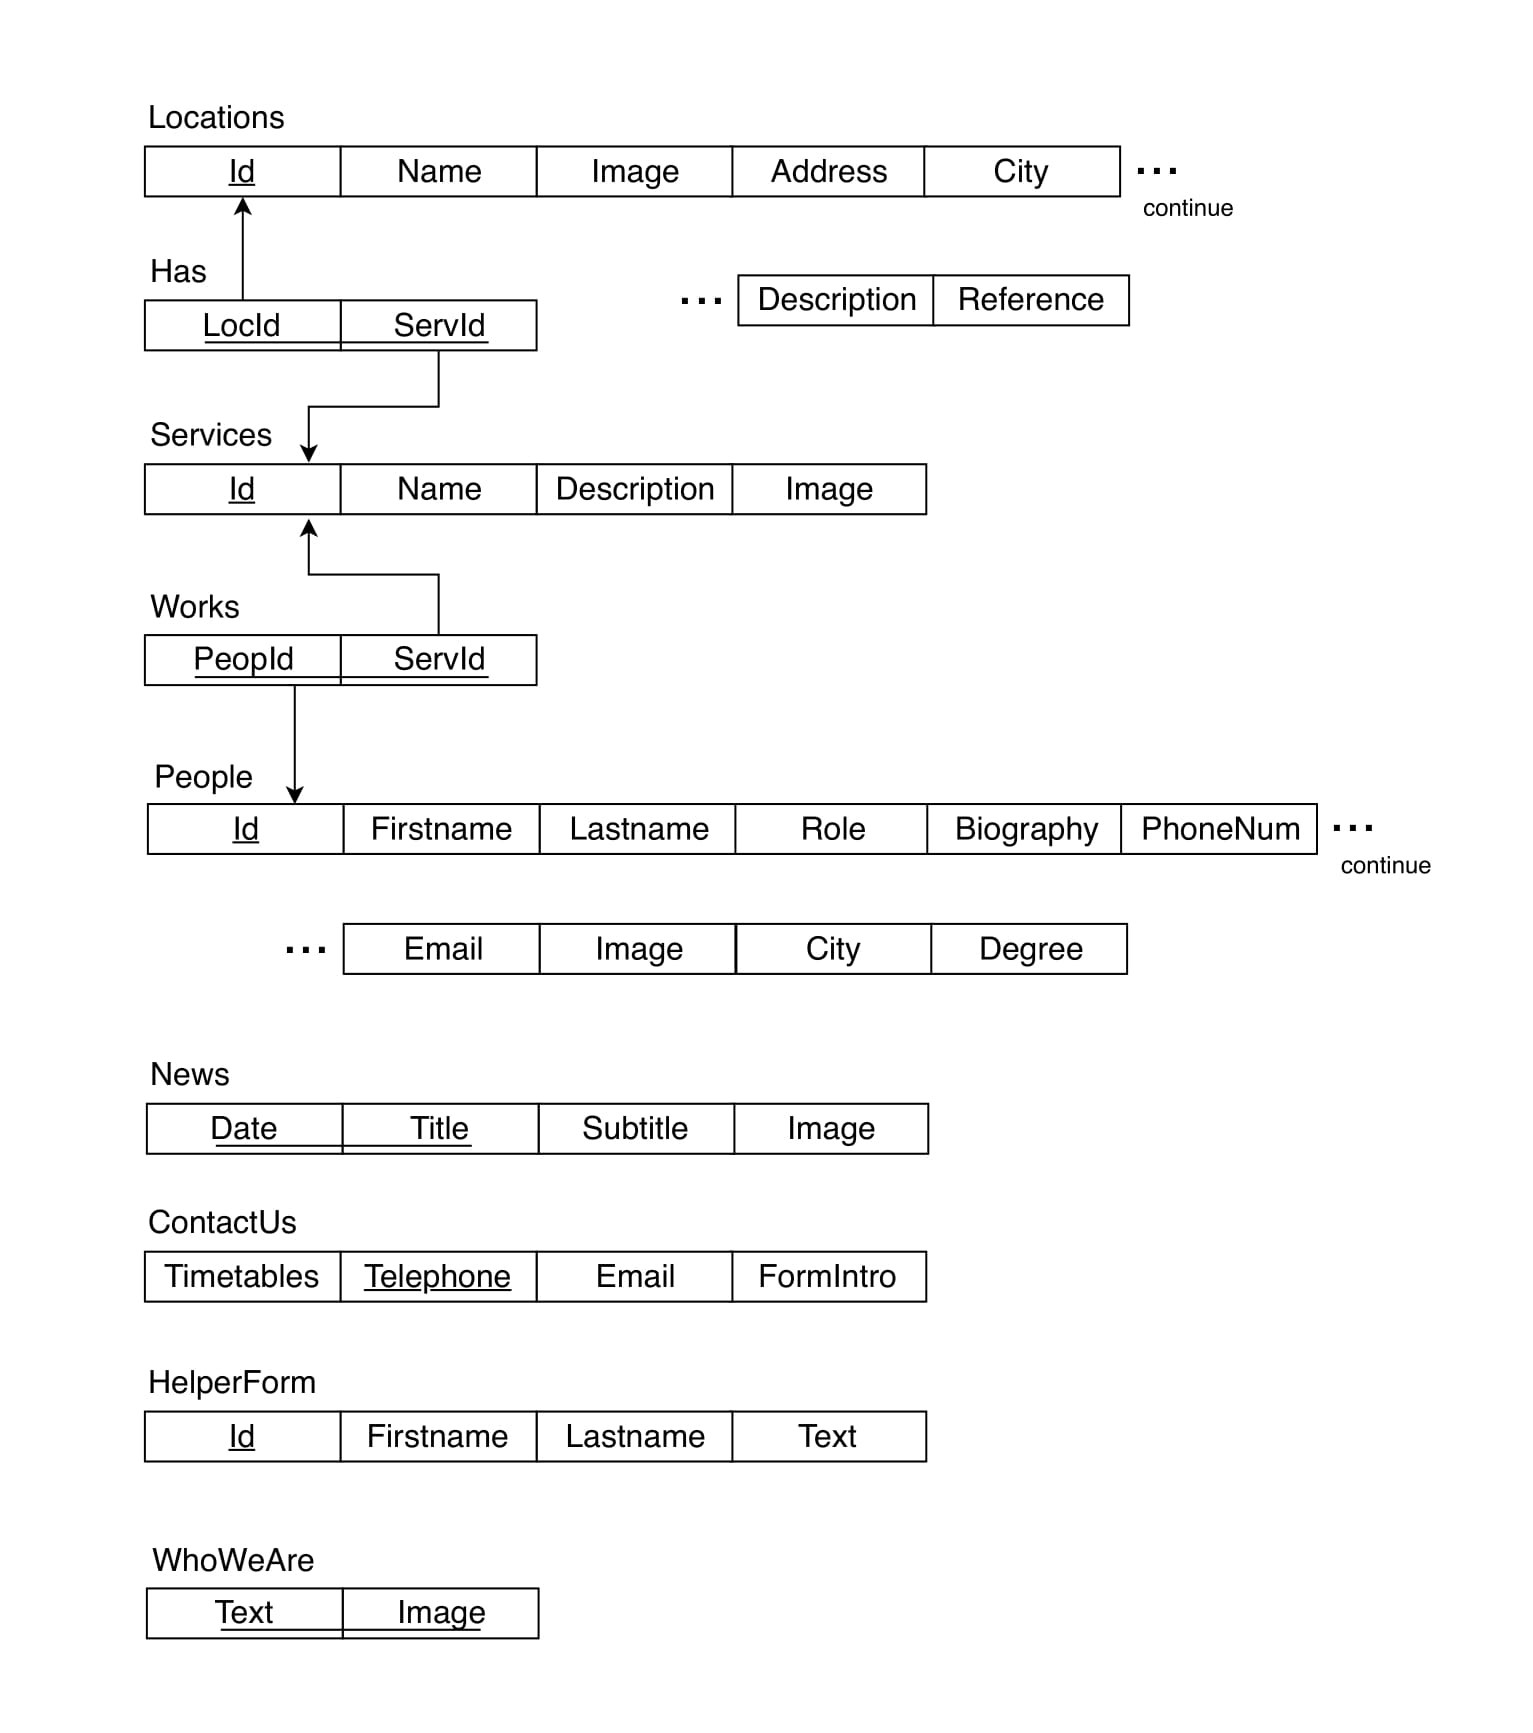 Locations
Id Name Image Address City ...
continue
Has
... Description Reference
LocId ServId
Services
Id Name Description Image
Works
PeopId ServId
People
Id Firstname Lastname Role Biography PhoneNum ...
continue
... Email Image City Degree
News
Date Title Subtitle Image
ContactUs
Timetables Telephone Email FormIntro
HelperForm
Id Firstname Lastname Text
WhoWeAre
Text Image